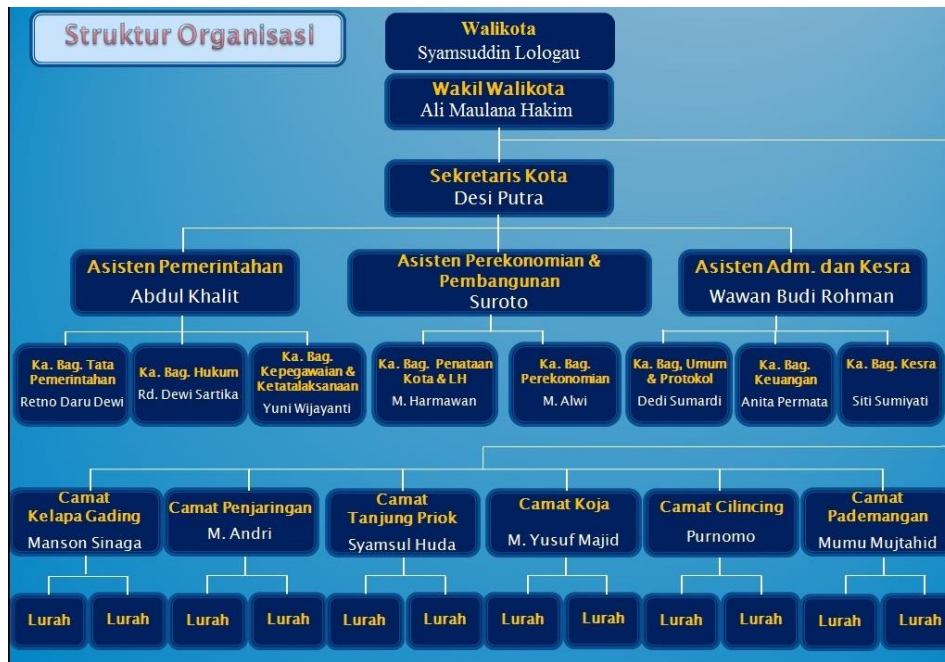 Struktur Organisasi
Walikota
Syamsuddin Lologau
Wakil Walikota
Ali Maulana Hakim
Sekretaris Kota
Desi Putra
Asisten Pemerintahan
Abdul Khalit
Asisten Perekonomian &
Pembangunan
Suroto
Asisten Adm. dan Kesra
Wawan Budi Rohman
Ka. Bag. Tata
Pemerintahan
Retno Daru Dewi
Ka. Bag. Hukum
Rd. Dewi Sartika
Ka. Bag.
Kepegawaian &
Ketatalaksanaan
Yuni Wijayanti
Ka. Bag. Penataan
Kota & LH
M. Harmawan
Ka. Bag.
Perekonomian
M. Alwi
Ka. Bag, Umum
& Protokol
Dedi Sumardi
Ka. Bag.
Keuangan
Anita Permata
Ka. Bag. Kesra
Siti Sumiyati
Camat
Kelapa Gading
Manson Sinaga
Camat Penjaringan
M. Andri
Camat
Tanjung Priok
Syamsul Huda
Camat Koja
M. Yusuf Majid
Camat Cilincing
Purnomo
Camat
Pademangan
Mumu Mujtahid
Lurah
Lurah
Lurah
Lurah
Lurah
Lurah
Lurah
Lurah
Lurah
Lurah
Lurah
Lurah